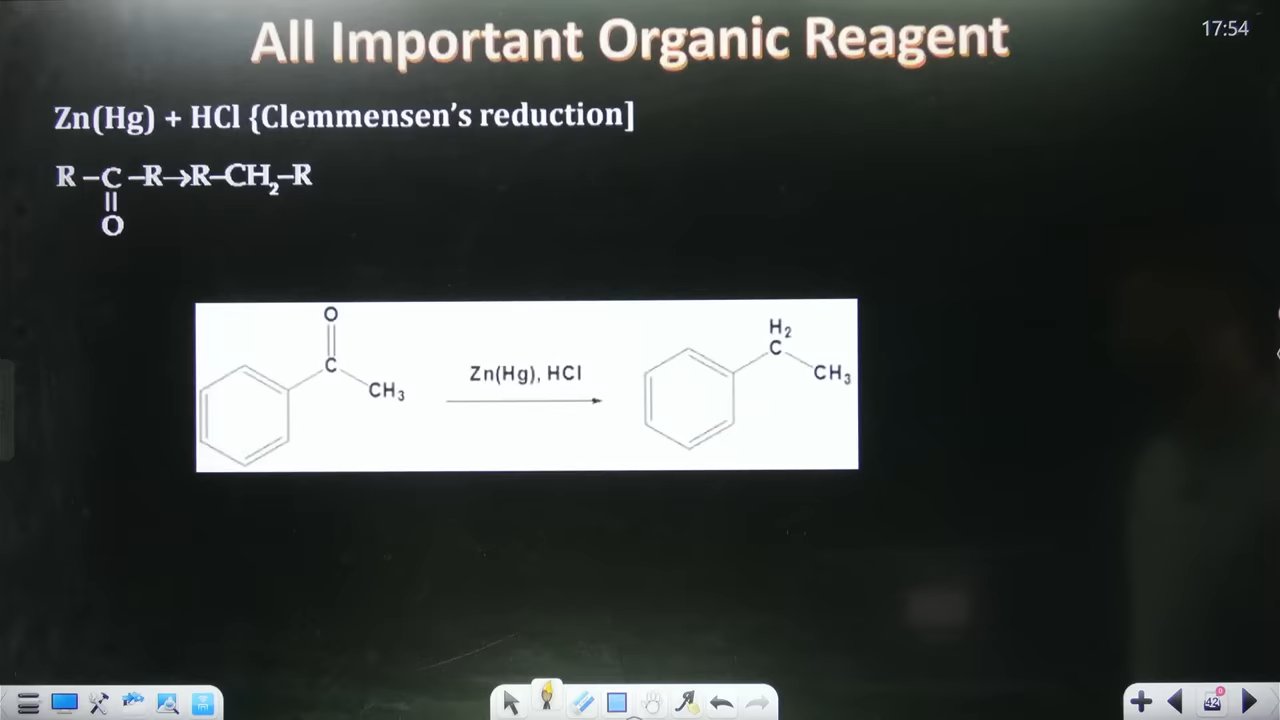 All Important Organic Reagent
17:54
Zn(Hg) + HCl {Clemmensen’s reduction]
R–C–R→R–CH₂–R
||
O
O
C
CH₃
Zn(Hg), HCl
H₂
C
CH₃
42
0